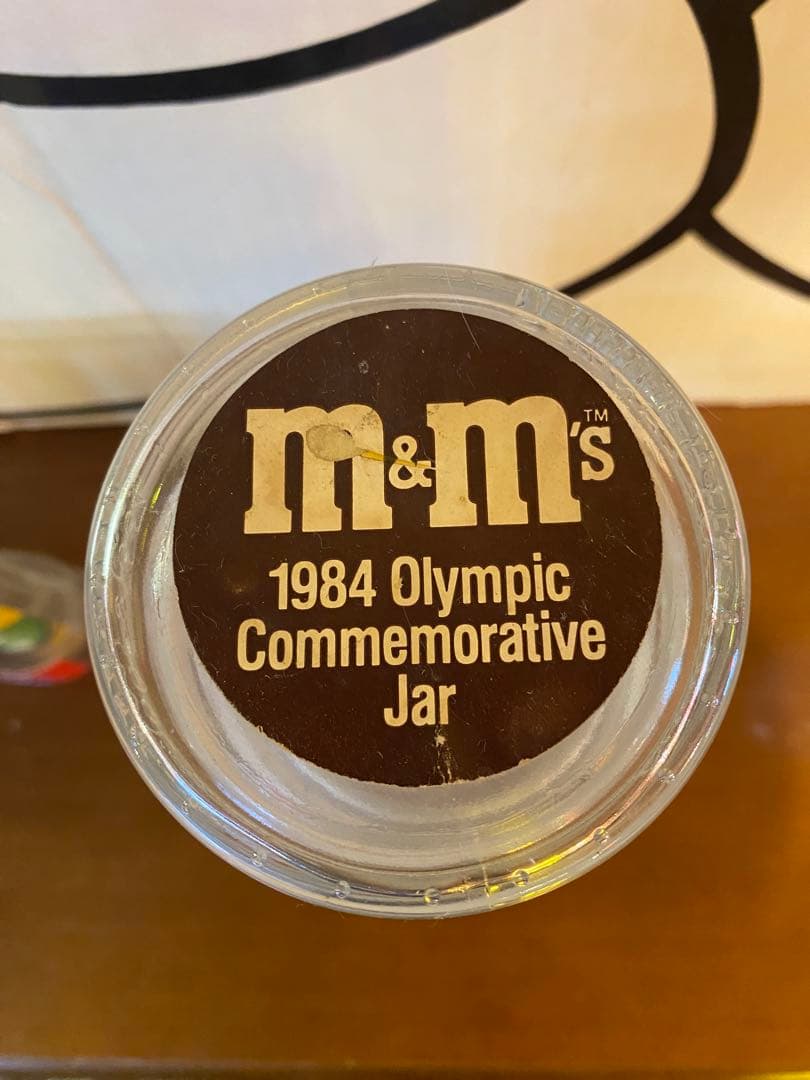 m&m's™
1984 Olympic
Commemorative
Jar